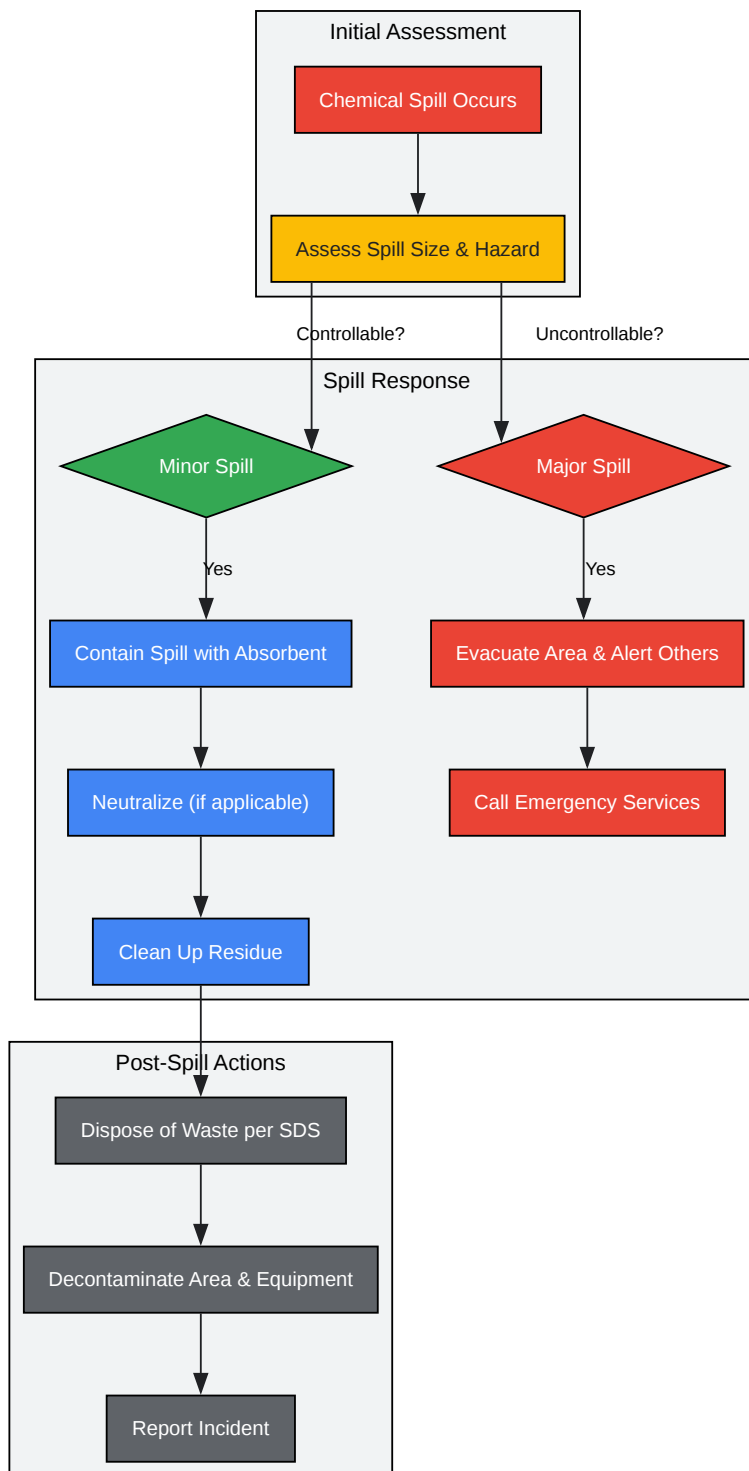 Initial Assessment
Chemical Spill Occurs
Assess Spill Size & Hazard
Controllable?
Uncontrollable?
Spill Response
Minor Spill
Major Spill
Yes
Yes
Contain Spill with Absorbent
Evacuate Area & Alert Others
Neutralize (if applicable)
Call Emergency Services
Clean Up Residue
Post-Spill Actions
Dispose of Waste per SDS
Decontaminate Area & Equipment
Report Incident